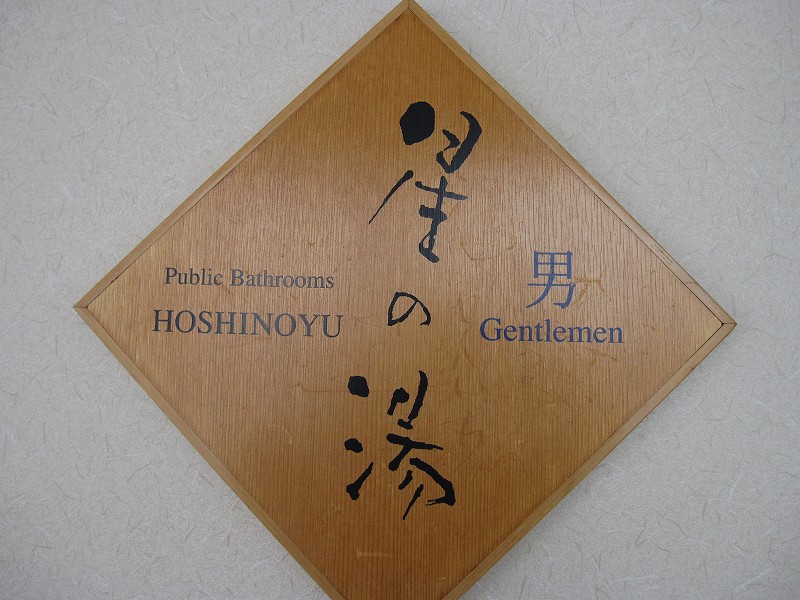 星の湯
Public Bathrooms
HOSHINOYU
男
Gentlemen